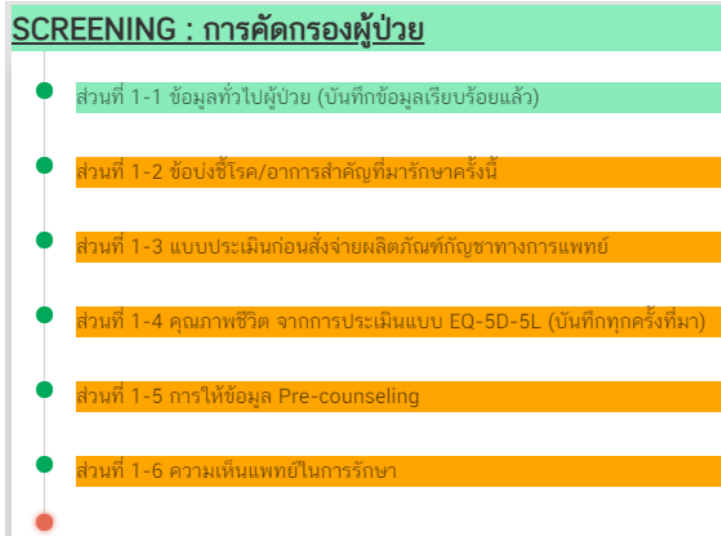 SCREENING : การคัดกรองผู้ป่วย
ส่วนที่ 1-1 ข้อมูลทั่วไปผู้ป่วย (บันทึกข้อมูลเรียบร้อยแล้ว)
ส่วนที่ 1-2 ข้อบ่งชี้โรค/อาการสำคัญที่มารักษาครั้งนี้
ส่วนที่ 1-3 แบบประเมินก่อนสั่งจ่ายผลิตภัณฑ์กัญชาทางการแพทย์
ส่วนที่ 1-4 คุณภาพชีวิต จากการประเมินแบบ EQ-5D-5L (บันทึกทุกครั้งที่มา)
ส่วนที่ 1-5 การให้ข้อมูล Pre-counseling
ส่วนที่ 1-6 ความเห็นแพทย์ในการรักษา